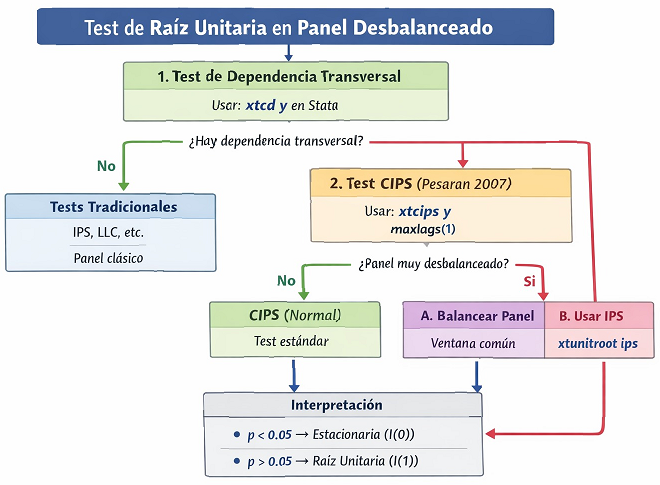 Test de Raíz Unitaria en Panel Desbalanceado
1. Test de Dependencia Transversal
Usar: xtcd y en Stata
¿Hay dependencia transversal?
No
Tests Tradicionales
IPS, LLC, etc.
Panel clásico
2. Test CIPS (Pesaran 2007)
Usar: xtcips y
maxlags(1)
¿Panel muy desbalanceado?
No
Si
CIPS (Normal)
Test estándar
A. Balancear Panel
Ventana común
B. Usar IPS
xtunitroot ips
Interpretación
• p < 0.05 → Estacionaria (I(0))
• p > 0.05 → Raíz Unitaria (I(1))